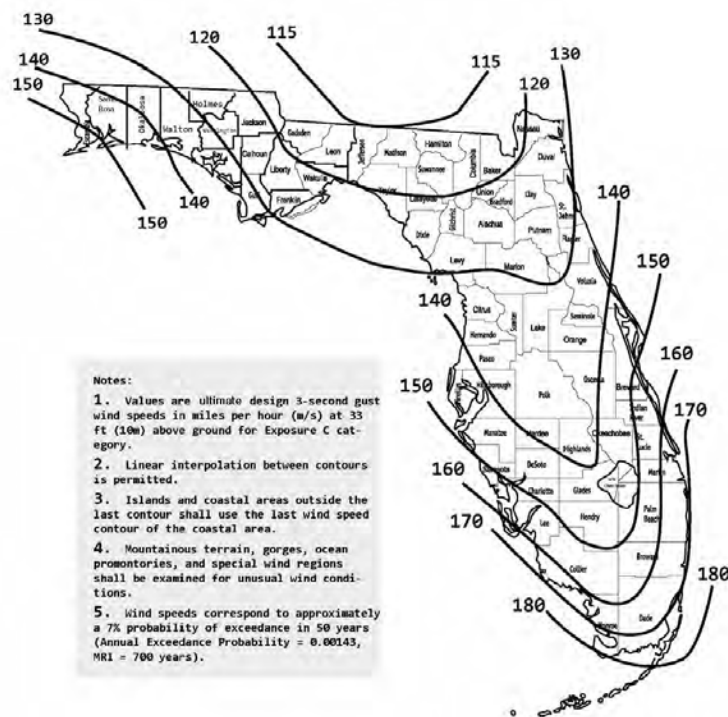 130
120
115
115
130
120
140
150
Holmes
Okaloosa
Walton
Jackson
Gadsden
Leon
Jefferson
Madison
Hamilton
Columbia
Baker
Nassau
Duval
Bay
Calhoun
Liberty
Wakulla
Gulf
Franklin
Taylor
Suwannee
Lafayette
Union
Bradford
Clay
St. Johns
140
150
Dixie
Gilchrist
Alachua
Putnam
Flagler
140
Levy
Marion
Volusia
150
140
Citrus
Sumter
Lake
Seminole
Hernando
Orange
Pasco
Osceola
Brevard
160
Hillsborough
Polk
Indian River
150
170
Manatee
Hardee
Highlands
Okeechobee
St. Lucie
DeSoto
Martin
160
Charlotte
Glades
170
Lee
Hendry
Palm Beach
Collier
Broward
180
Monroe
Dade
180
Notes:
1. Values are ultimate design 3-second gust
wind speeds in miles per hour (m/s) at 33
ft (10m) above ground for Exposure C cat-
egory.
2. Linear interpolation between contours
is permitted.
3. Islands and coastal areas outside the
last contour shall use the last wind speed
contour of the coastal area.
4. Mountainous terrain, gorges, ocean
promontories, and special wind regions
shall be examined for unusual wind condi-
tions.
5. Wind speeds correspond to approximately
a 7% probability of exceedance in 50 years
(Annual Exceedance Probability = 0.00143,
MRI = 700 years).